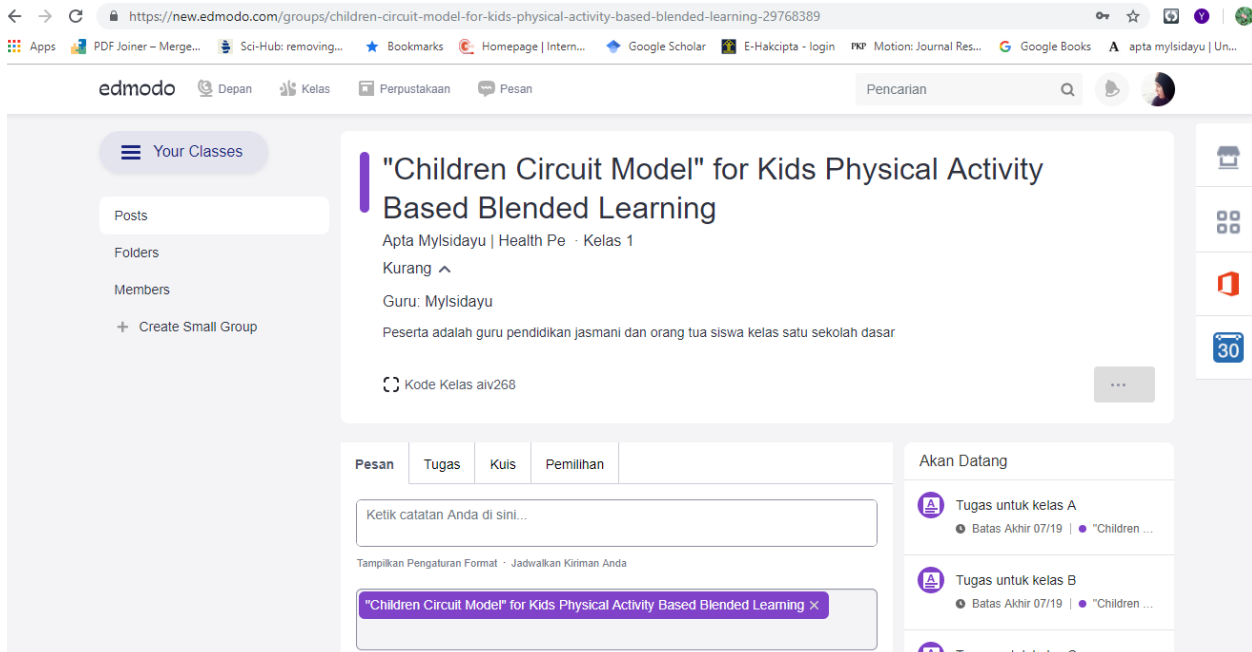 https://new.edmodo.com/groups/children-circuit-model-for-kids-physical-activity-based-blended-learning-29768389
Apps PDF Joiner – Merge... Sci-Hub: removing... Bookmarks Homepage | Intern... Google Scholar E-Hakcipta - login PKP Motion: Journal Res... G Google Books A apta mylsidayu | Un...
edmodo Depan Kelas Perpustakaan Pesan Pencarian
Your Classes
Posts
Folders
Members
+ Create Small Group
"Children Circuit Model" for Kids Physical Activity
Based Blended Learning
Apta Mylsidayu | Health Pe · Kelas 1
Kurang
Guru: Mylsidayu
Peserta adalah guru pendidikan jasmani dan orang tua siswa kelas satu sekolah dasar
Kode Kelas aiv268
...
30
Pesan Tugas Kuis Pemilihan
Ketik catatan Anda di sini...
Tampilkan Pengaturan Format · Jadwalkan Kiriman Anda
"Children Circuit Model" for Kids Physical Activity Based Blended Learning ×
Akan Datang
Tugas untuk kelas A
Batas Akhir 07/19 | "Children ...
Tugas untuk kelas B
Batas Akhir 07/19 | "Children ...